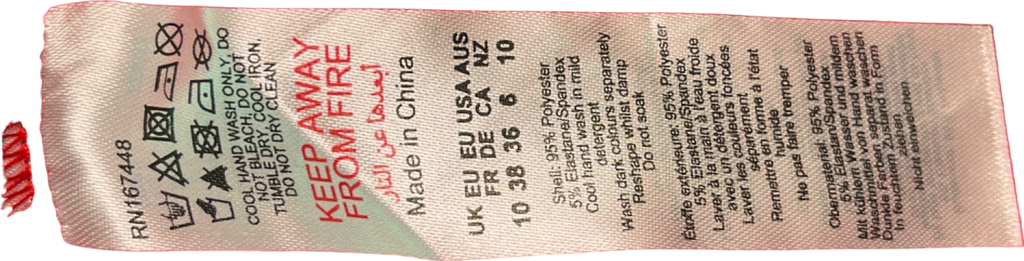 RN167448
COOL HAND WASH ONLY, DO
NOT BLEACH, DO NOT
TUMBLE DRY, COOL IRON,
DO NOT DRY CLEAN
KEEP AWAY
FROM FIRE
أبعدها عن النار
Made in China
UK EU EU USA AUS
FR DE CA NZ
10 38 36 6 10
Shell: 95% Polyester
5% Elastane/Spandex
Cool hand wash in mild
detergent
Wash dark colours separately
Reshape whilst damp
Do not soak
Etoffe extérieure: 95% Polyester
5% Elastane/Spandex
Laver à la main à l'eau froide
avec un détergent doux
Laver les couleurs foncées
séparément
Remettre en forme à l'état
humide
Ne pas faire tremper
Obermaterial: 95% Polyester
5% Elastan/Spandex
Mit kühlem Wasser und mildem
Waschmittel von Hand waschen
Dunkle Farben separat waschen
In feuchtem Zustand in Form
ziehen
Nicht einweichen